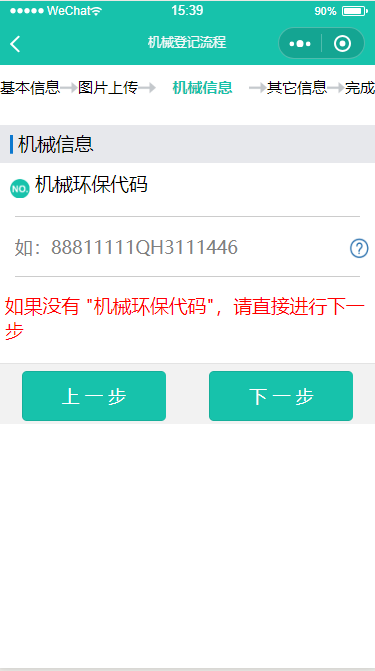 ●●●●● WeChat 15:39 90%
机械登记流程
基本信息 图片上传 机械信息 其它信息 完成
机械信息
NO. 机械环保代码
如：88811111QH3111446 ?
如果没有 "机械环保代码"，请直接进行下一
步
上一步 下一步